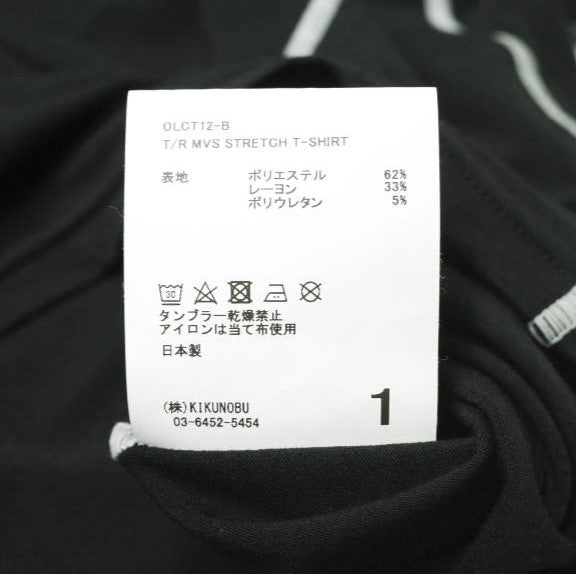 OLCT12-B
T/R MVS STRETCH T-SHIRT
表地 ポリエステル 62%
レーヨン 33%
ポリウレタン 5%
30
タンブラー乾燥禁止
アイロンは当て布使用
日本製
(株)KIKUNOBU
03-6452-5454
1